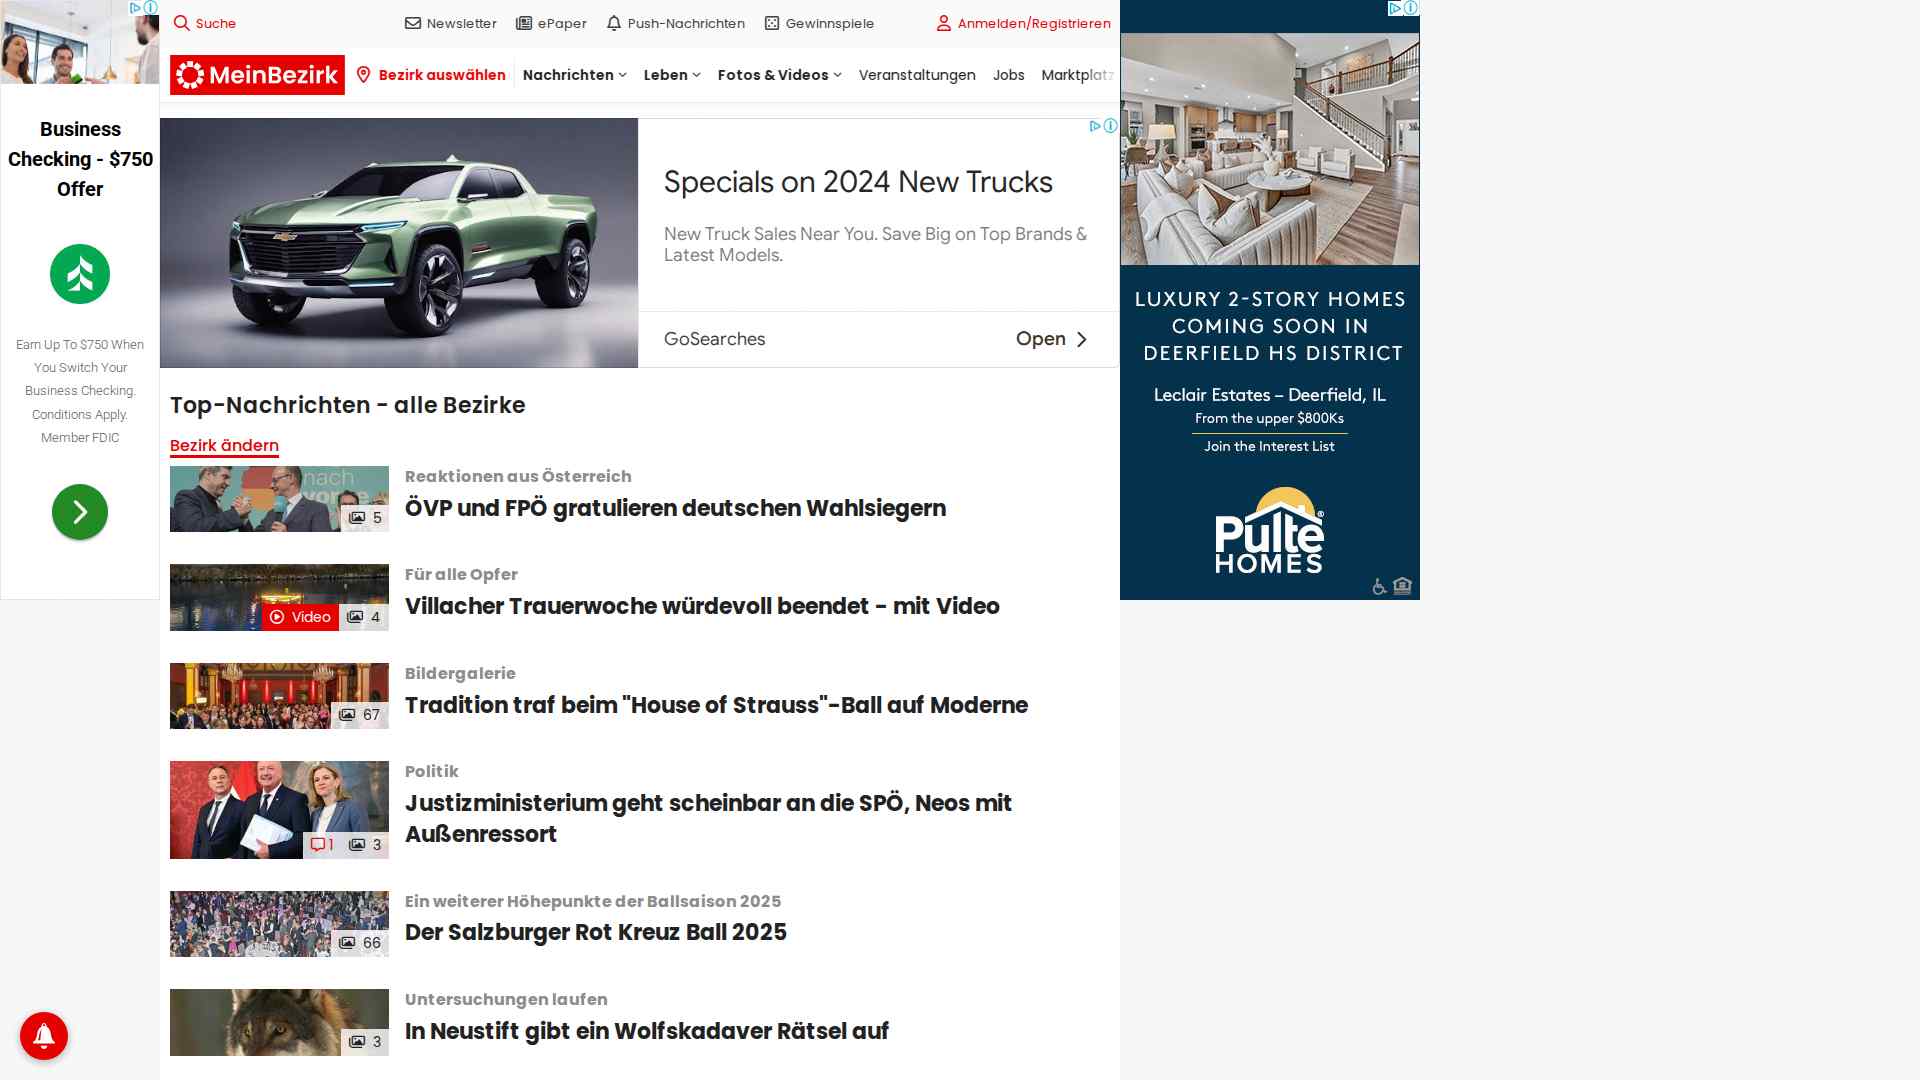 Suche
Newsletter
ePaper
Push-Nachrichten
Gewinnspiele
Anmelden/Registrieren
MeinBezirk
Bezirk auswählen
Nachrichten
Leben
Fotos & Videos
Veranstaltungen
Jobs
Marktplatz
Business
Checking - $750
Offer
Earn Up To $750 When
You Switch Your
Business Checking.
Conditions Apply.
Member FDIC
Specials on 2024 New Trucks
New Truck Sales Near You. Save Big on Top Brands &
Latest Models.
GoSearches
Open
LUXURY 2-STORY HOMES
COMING SOON IN
DEERFIELD HS DISTRICT
Leclair Estates – Deerfield, IL
From the upper $800Ks
Join the Interest List
Pulte®
HOMES
Top-Nachrichten - alle Bezirke
Bezirk ändern
nach
5
Reaktionen aus Österreich
ÖVP und FPÖ gratulieren deutschen Wahlsiegern
Video
4
Für alle Opfer
Villacher Trauerwoche würdevoll beendet - mit Video
67
Bildergalerie
Tradition traf beim "House of Strauss"-Ball auf Moderne
1
3
Politik
Justizministerium geht scheinbar an die SPÖ, Neos mit
Außenressort
66
Ein weiterer Höhepunkte der Ballsaison 2025
Der Salzburger Rot Kreuz Ball 2025
3
Untersuchungen laufen
In Neustift gibt ein Wolfskadaver Rätsel auf